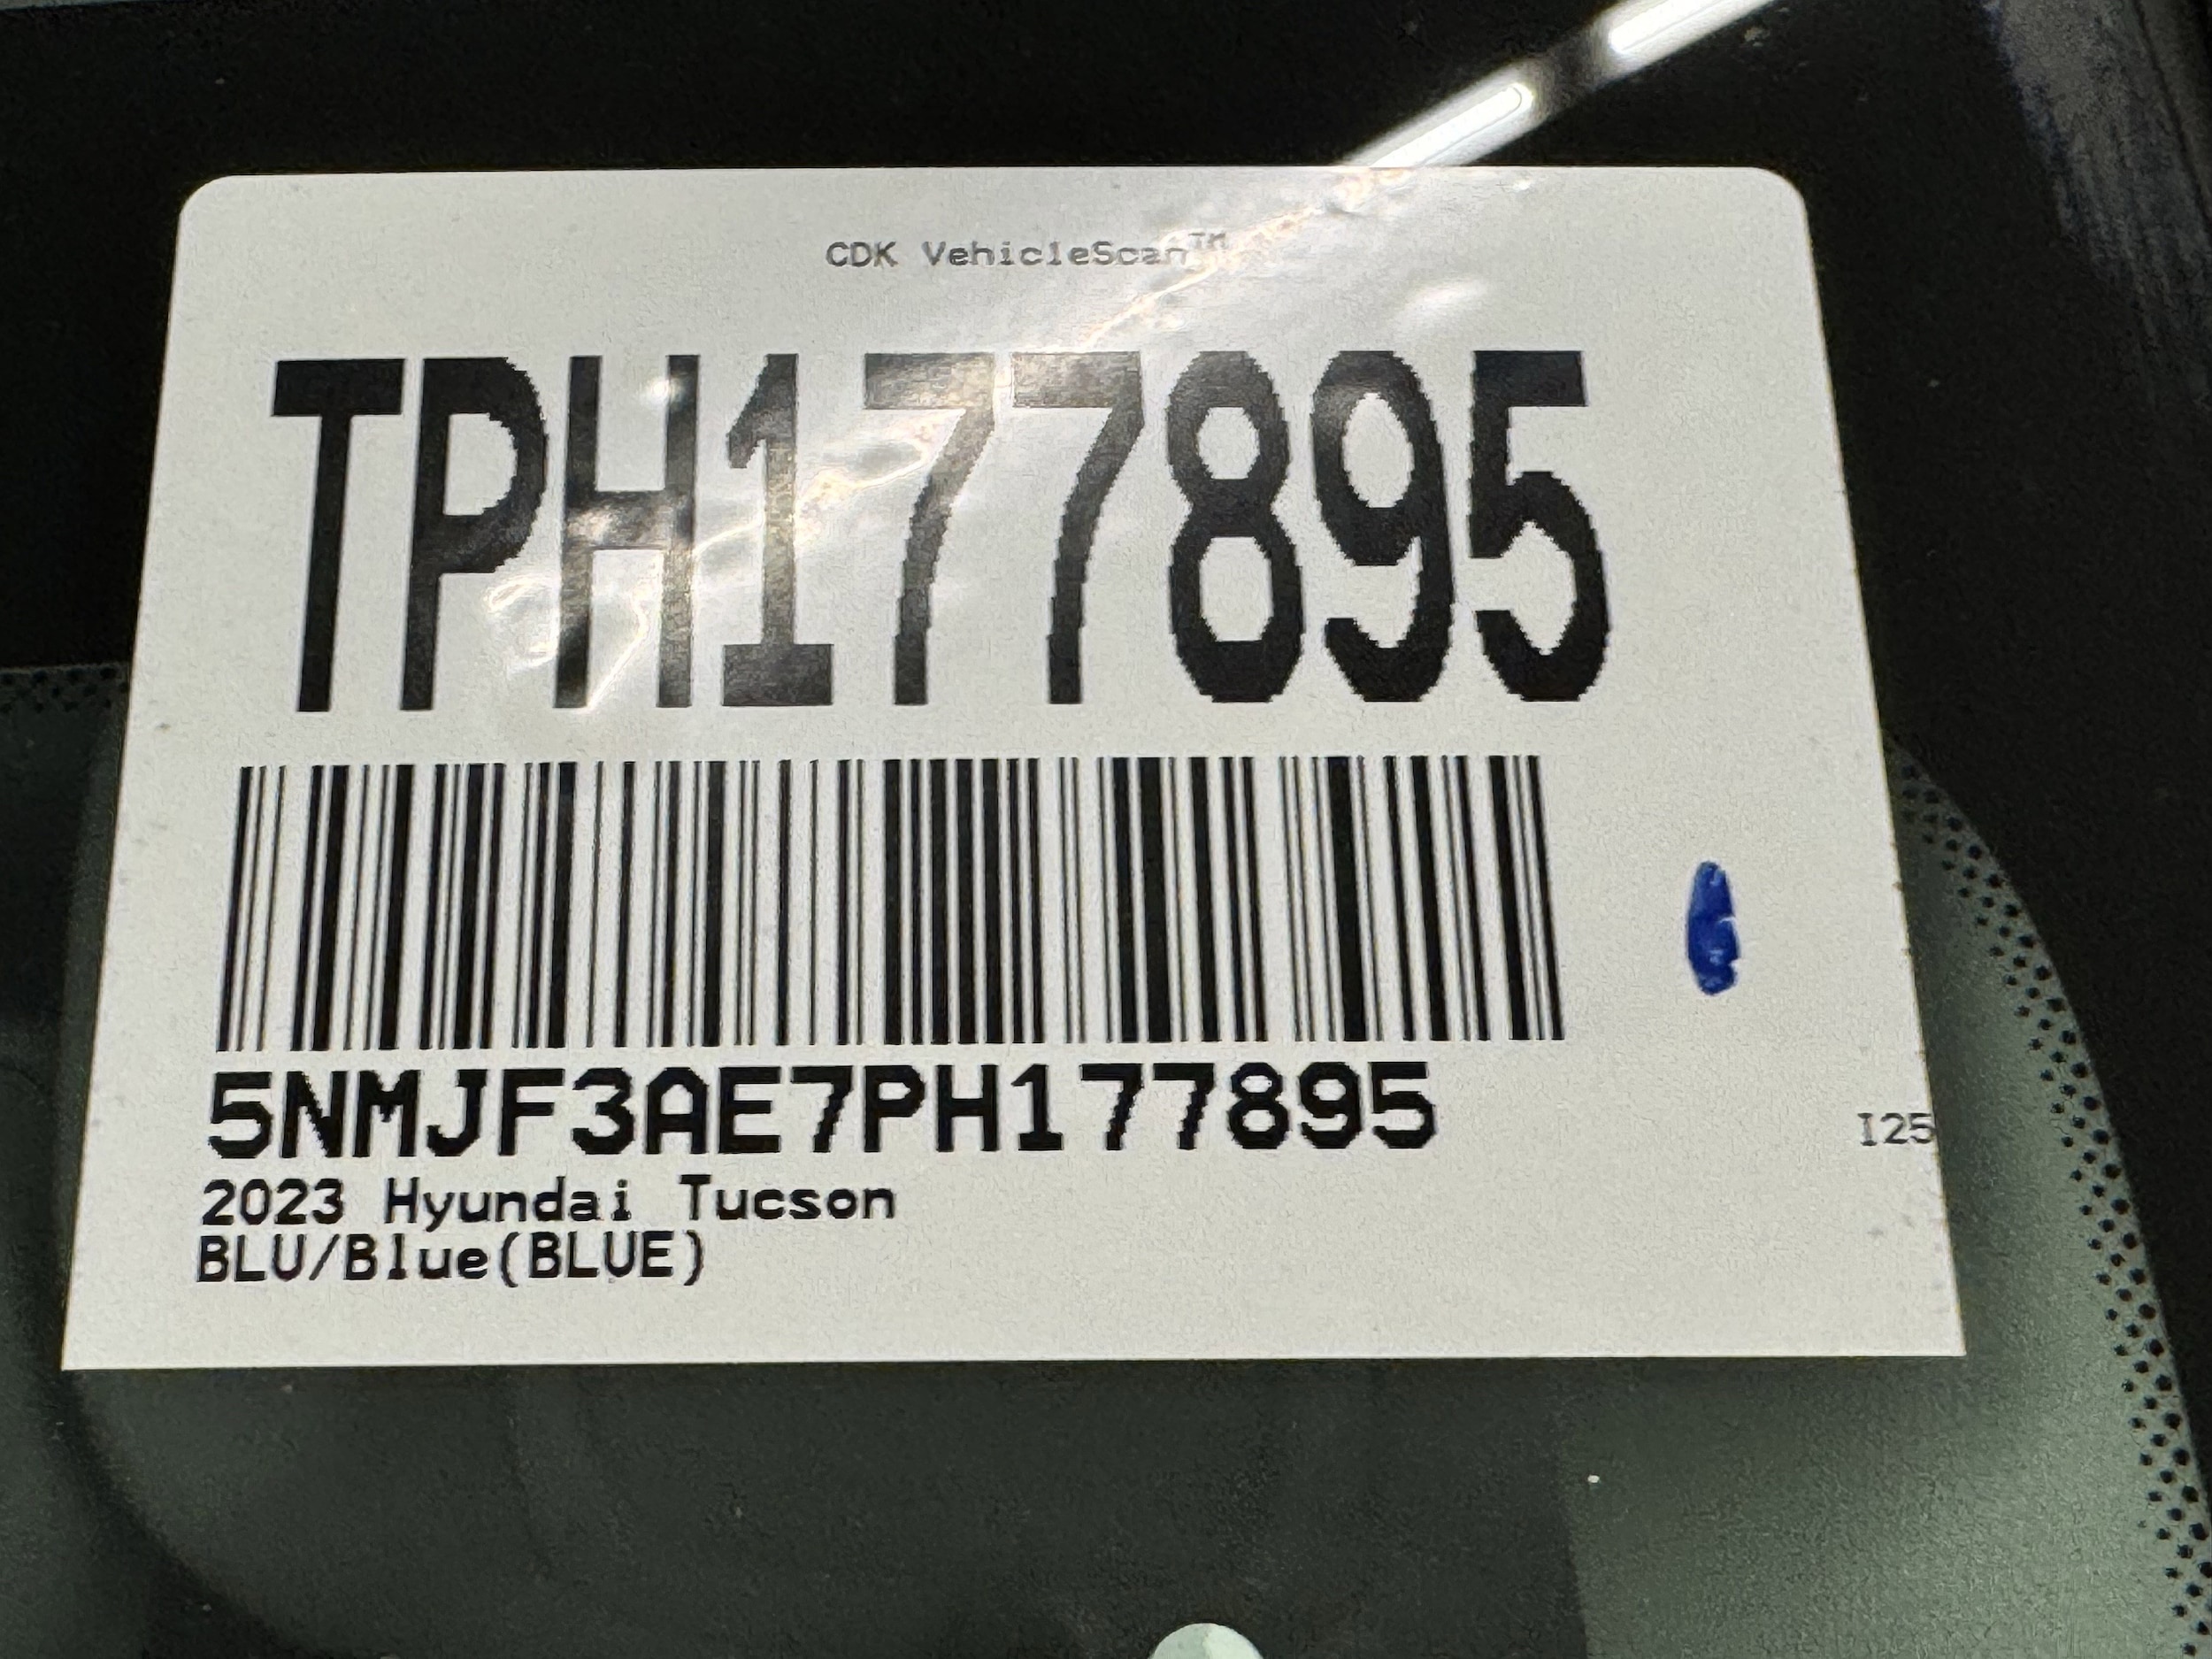 CDK VehicleScan™
TPH177895
5NMJF3AE7PH177895
I25
2023 Hyundai Tucson
BLU/Blue(BLUE)